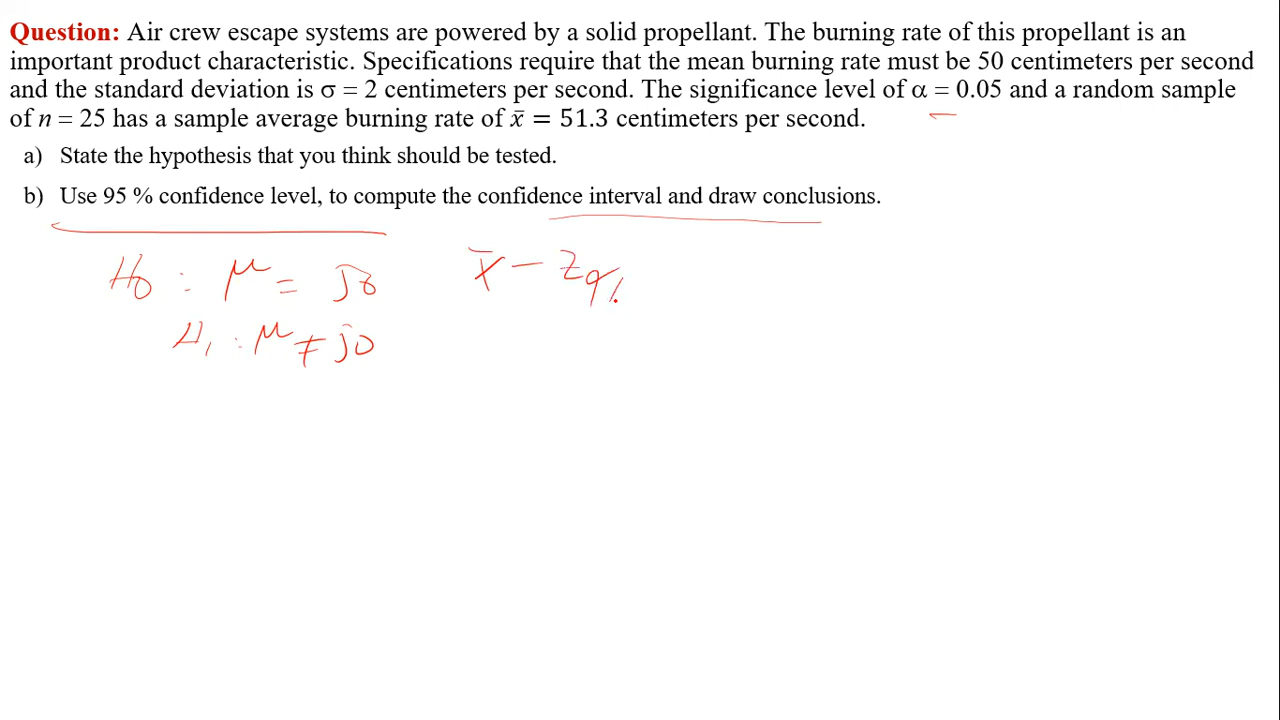 Question: Air crew escape systems are powered by a solid propellant. The burning rate of this propellant is an
important product characteristic. Specifications require that the mean burning rate must be 50 centimeters per second
and the standard deviation is σ = 2 centimeters per second. The significance level of α = 0.05 and a random sample
of n = 25 has a sample average burning rate of x̄ = 51.3 centimeters per second.
a) State the hypothesis that you think should be tested.
b) Use 95 % confidence level, to compute the confidence interval and draw conclusions.
H₀ : μ = 50 x̄ − Zα/
H₁ : μ ≠ 50